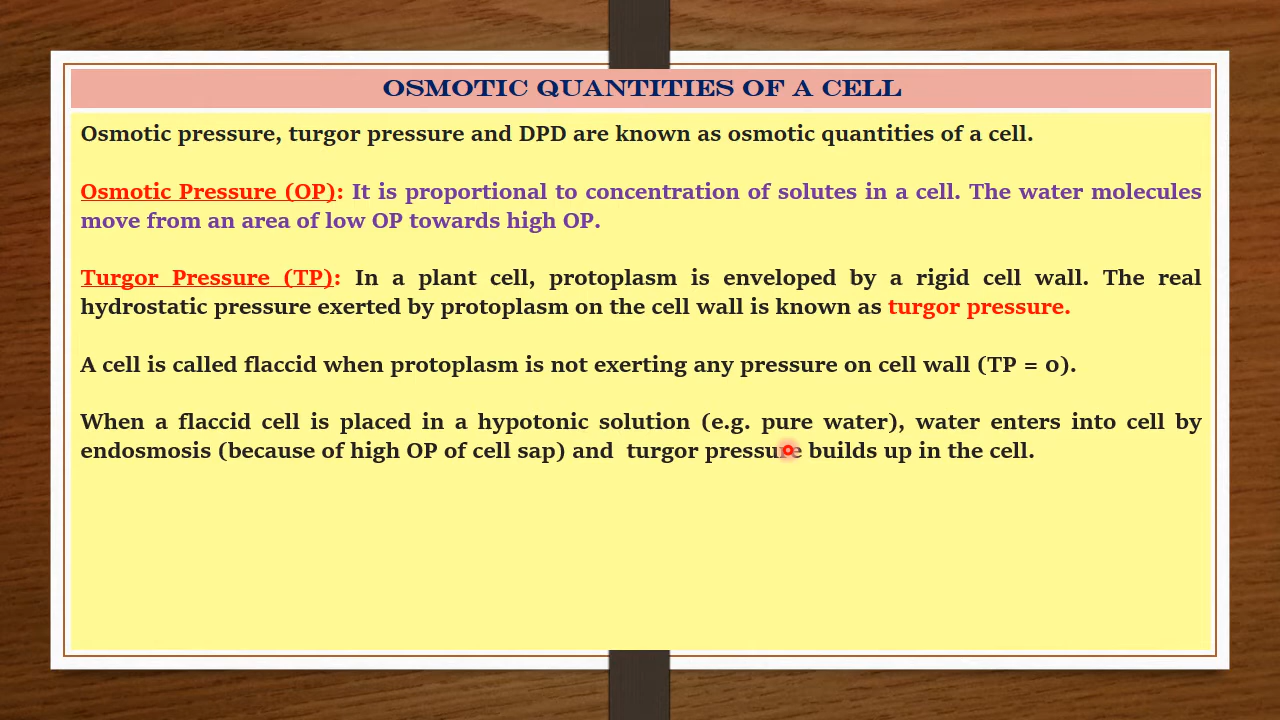 OSMOTIC QUANTITIES OF A CELL
Osmotic pressure, turgor pressure and DPD are known as osmotic quantities of a cell.
Osmotic Pressure (OP): It is proportional to concentration of solutes in a cell. The water molecules
move from an area of low OP towards high OP.
Turgor Pressure (TP): In a plant cell, protoplasm is enveloped by a rigid cell wall. The real
hydrostatic pressure exerted by protoplasm on the cell wall is known as turgor pressure.
A cell is called flaccid when protoplasm is not exerting any pressure on cell wall (TP = 0).
When a flaccid cell is placed in a hypotonic solution (e.g. pure water), water enters into cell by
endosmosis (because of high OP of cell sap) and turgor pressure builds up in the cell.